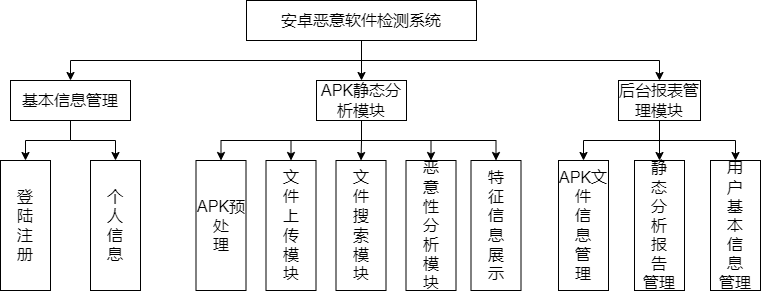 安卓恶意软件检测系统
基本信息管理
APK静态分
析模块
后台报表管
理模块
登
陆
注
册
个
人
信
息
APK预
处
理
文
件
上
传
模
块
文
件
搜
索
模
块
恶
意
性
分
析
模
块
特
征
信
息
展
示
APK文
件
信
息
管
理
静
态
分
析
报
告
管理
用
户
基
本
信
息
管理